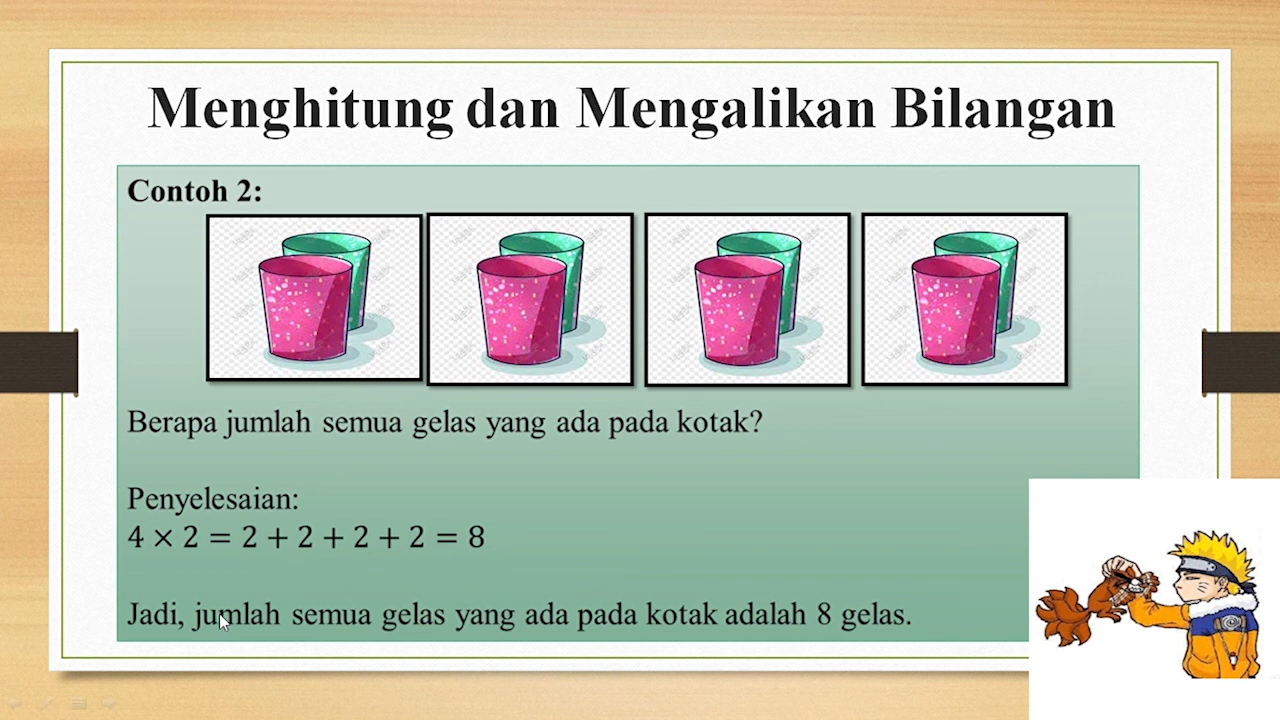 Menghitung dan Mengalikan Bilangan
Contoh 2:
Berapa jumlah semua gelas yang ada pada kotak?
Penyelesaian:
4 × 2 = 2 + 2 + 2 + 2 = 8
Jadi, jumlah semua gelas yang ada pada kotak adalah 8 gelas.